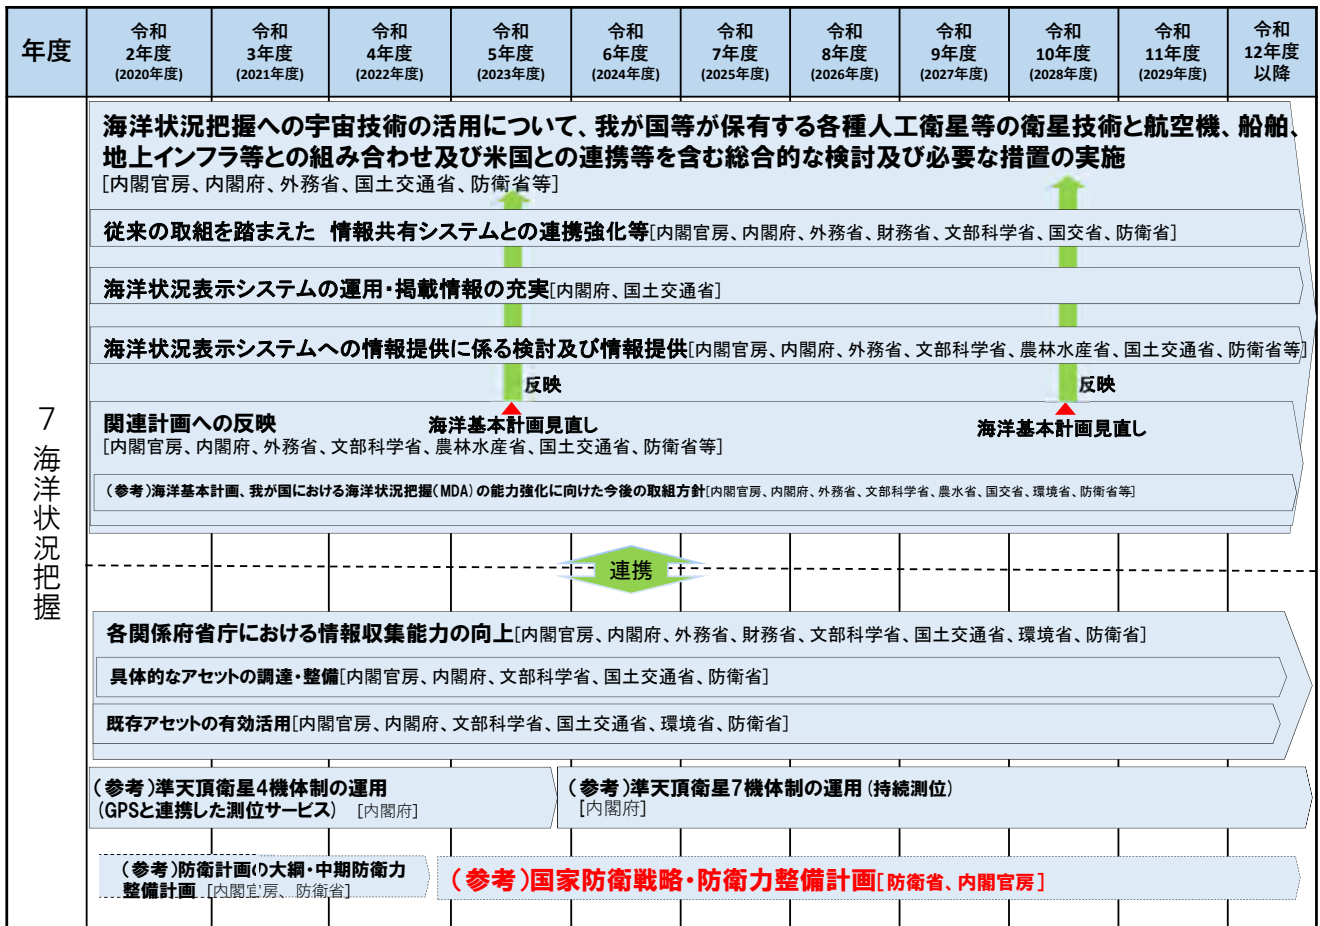 年度
令和
2年度
(2020年度)
令和
3年度
(2021年度)
令和
4年度
(2022年度)
令和
5年度
(2023年度)
令和
6年度
(2024年度)
令和
7年度
(2025年度)
令和
8年度
(2026年度)
令和
9年度
(2027年度)
令和
10年度
(2028年度)
令和
11年度
(2029年度)
令和
12年度
以降
7 海洋状況把握
海洋状況把握への宇宙技術の活用について、我が国等が保有する各種人工衛星等の衛星技術と航空機、船舶、
地上インフラ等との組み合わせ及び米国との連携等を含む総合的な検討及び必要な措置の実施
[内閣官房、内閣府、外務省、国土交通省、防衛省等]
従来の取組を踏まえた 情報共有システムとの連携強化等[内閣官房、内閣府、外務省、財務省、文部科学省、国交省、防衛省]
海洋状況表示システムの運用・掲載情報の充実[内閣府、国土交通省]
海洋状況表示システムへの情報提供に係る検討及び情報提供[内閣官房、内閣府、外務省、文部科学省、農林水産省、国土交通省、防衛省等]
反映
反映
関連計画への反映
海洋基本計画見直し
海洋基本計画見直し
[内閣官房、内閣府、外務省、文部科学省、農林水産省、国土交通省、防衛省等]
(参考)海洋基本計画、我が国における海洋状況把握(MDA)の能力強化に向けた今後の取組方針[内閣官房、内閣府、外務省、文部科学省、農水省、国交省、環境省、防衛省等]
連携
各関係府省庁における情報収集能力の向上[内閣官房、内閣府、外務省、財務省、文部科学省、国土交通省、環境省、防衛省]
具体的なアセットの調達・整備[内閣官房、内閣府、文部科学省、国土交通省、防衛省]
既存アセットの有効活用[内閣官房、内閣府、文部科学省、国土交通省、環境省、防衛省]
(参考)準天頂衛星4機体制の運用
(GPSと連携した測位サービス) [内閣府]
(参考)準天頂衛星7機体制の運用(持続測位)
[内閣府]
(参考)防衛計画の大綱・中期防衛力
整備計画 [内閣官房、防衛省]
(参考)国家防衛戦略・防衛力整備計画[防衛省、内閣官房]